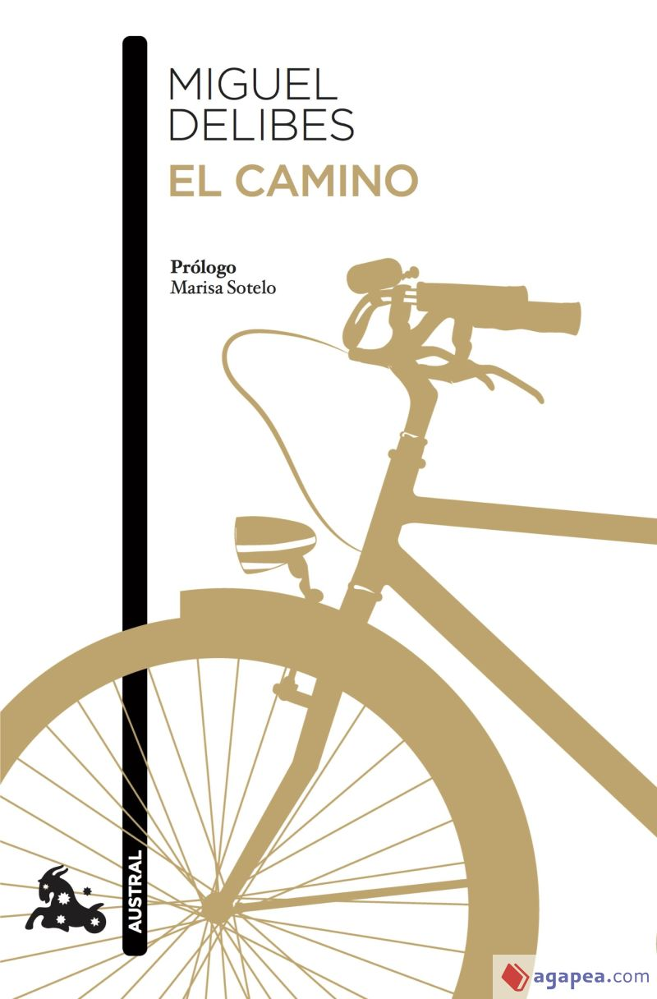 MIGUEL
DELIBES
EL CAMINO
Prólogo
Marisa Sotelo
AUSTRAL
agapea.com